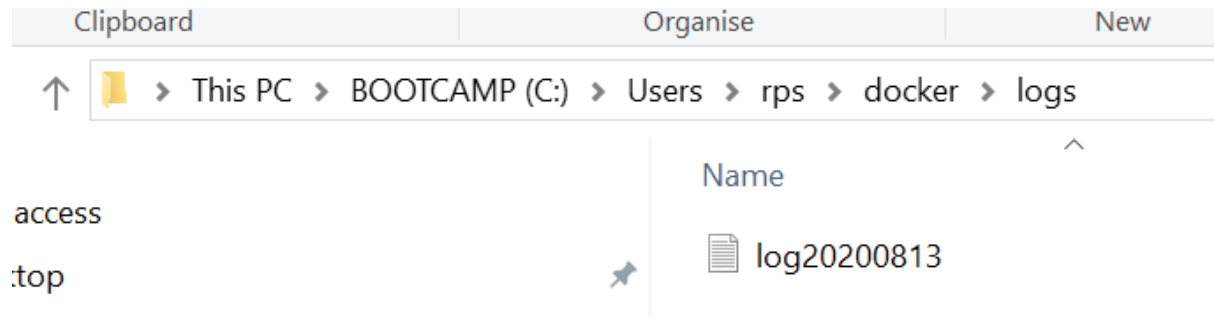 Clipboard Organise New
This PC > BOOTCAMP (C:) > Users > rps > docker > logs
Name
access
log20200813
top